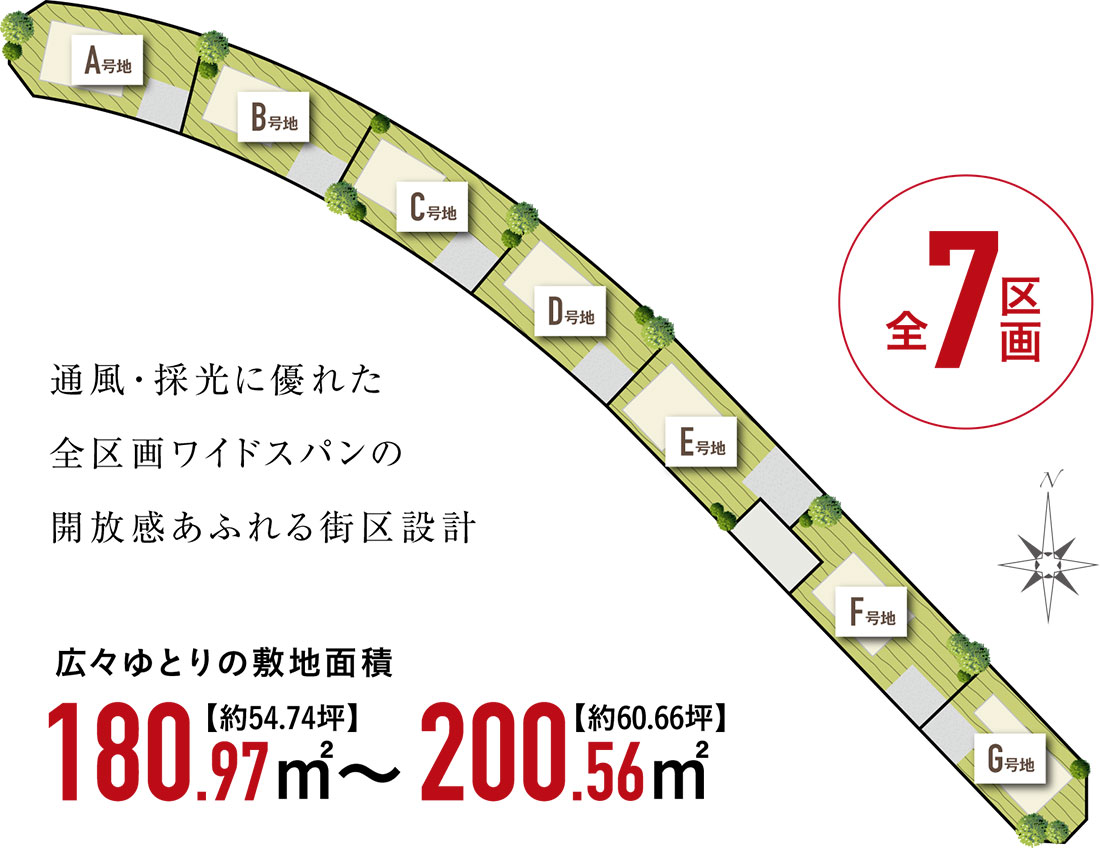 A号地
B号地
C号地
D号地
E号地
F号地
G号地
全7区画
N
通風・採光に優れた
全区画ワイドスパンの
開放感あふれる街区設計
広々ゆとりの敷地面積
180.97㎡【約54.74坪】〜200.56㎡【約60.66坪】